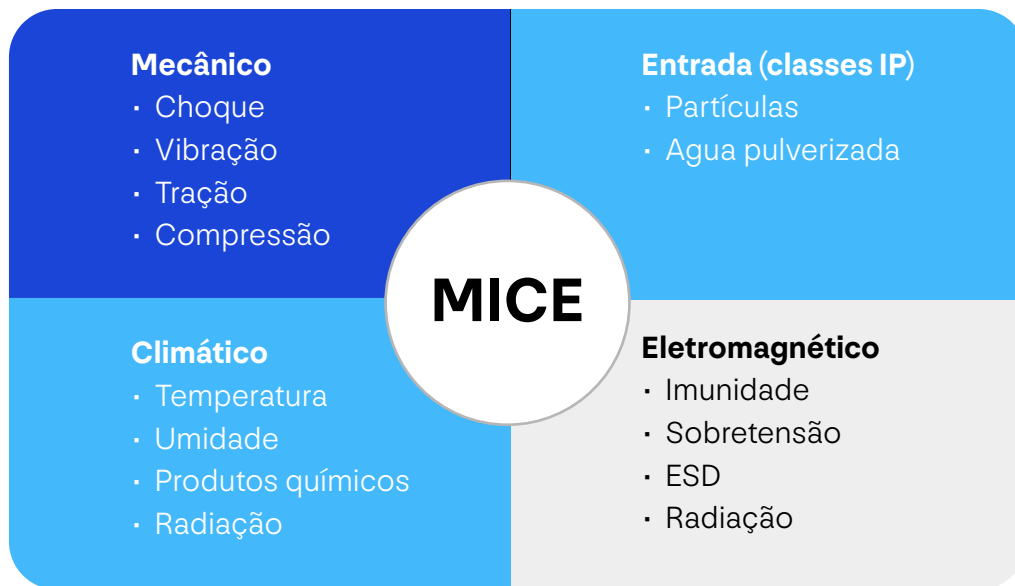 Mecânico
· Choque
· Vibração
· Tração
· Compressão
Entrada (classes IP)
· Partículas
· Agua pulverizada
MICE
Climático
· Temperatura
· Umidade
· Produtos químicos
· Radiação
Eletromagnético
· Imunidade
· Sobretensão
· ESD
· Radiação